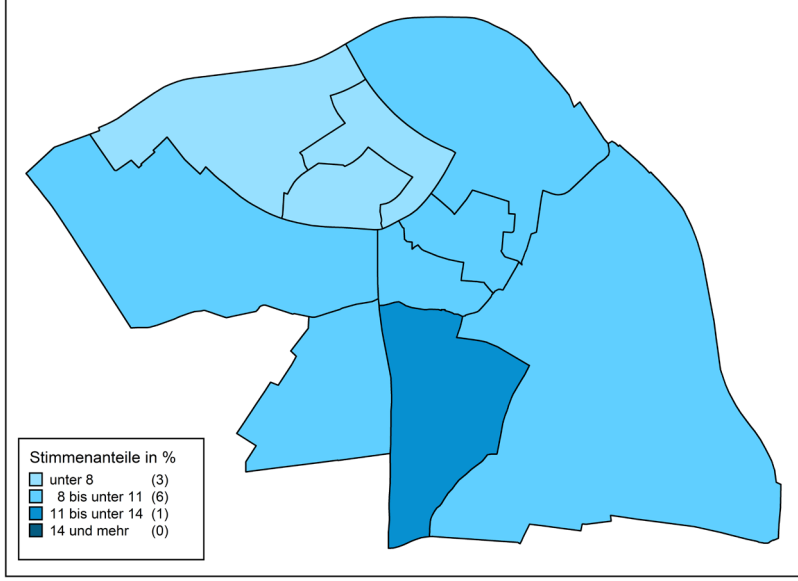 Stimmenanteile in %
unter 8 (3)
8 bis unter 11 (6)
11 bis unter 14 (1)
14 und mehr (0)